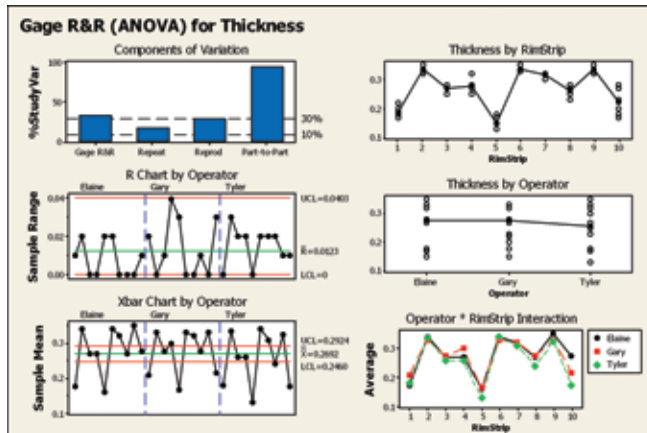 Gage R&R (ANOVA) for Thickness
Components of Variation
%StudyVar
100
50
0
30%
10%
Gage R&R Repeat Reprod Part-to-Part
R Chart by Operator
Elaine Gary Tyler
Sample Range
0.04
0.02
0.00
UCL=0.0403
R=0.0123
LCL=0
Xbar Chart by Operator
Elaine Gary Tyler
Sample Mean
0.3
0.2
0.1
UCL=0.2924
X=0.2692
LCL=0.2460
Thickness by RimStrip
0.3
0.2
0.1
1 2 3 4 5 6 7 8 9 10
RimStrip
Thickness by Operator
0.3
0.2
0.1
Elaine Gary Tyler
Operator
Operator * RimStrip Interaction
Average
0.3
0.2
0.1
1 2 3 4 5 6 7 8 9 10
RimStrip
Elaine
Gary
Tyler